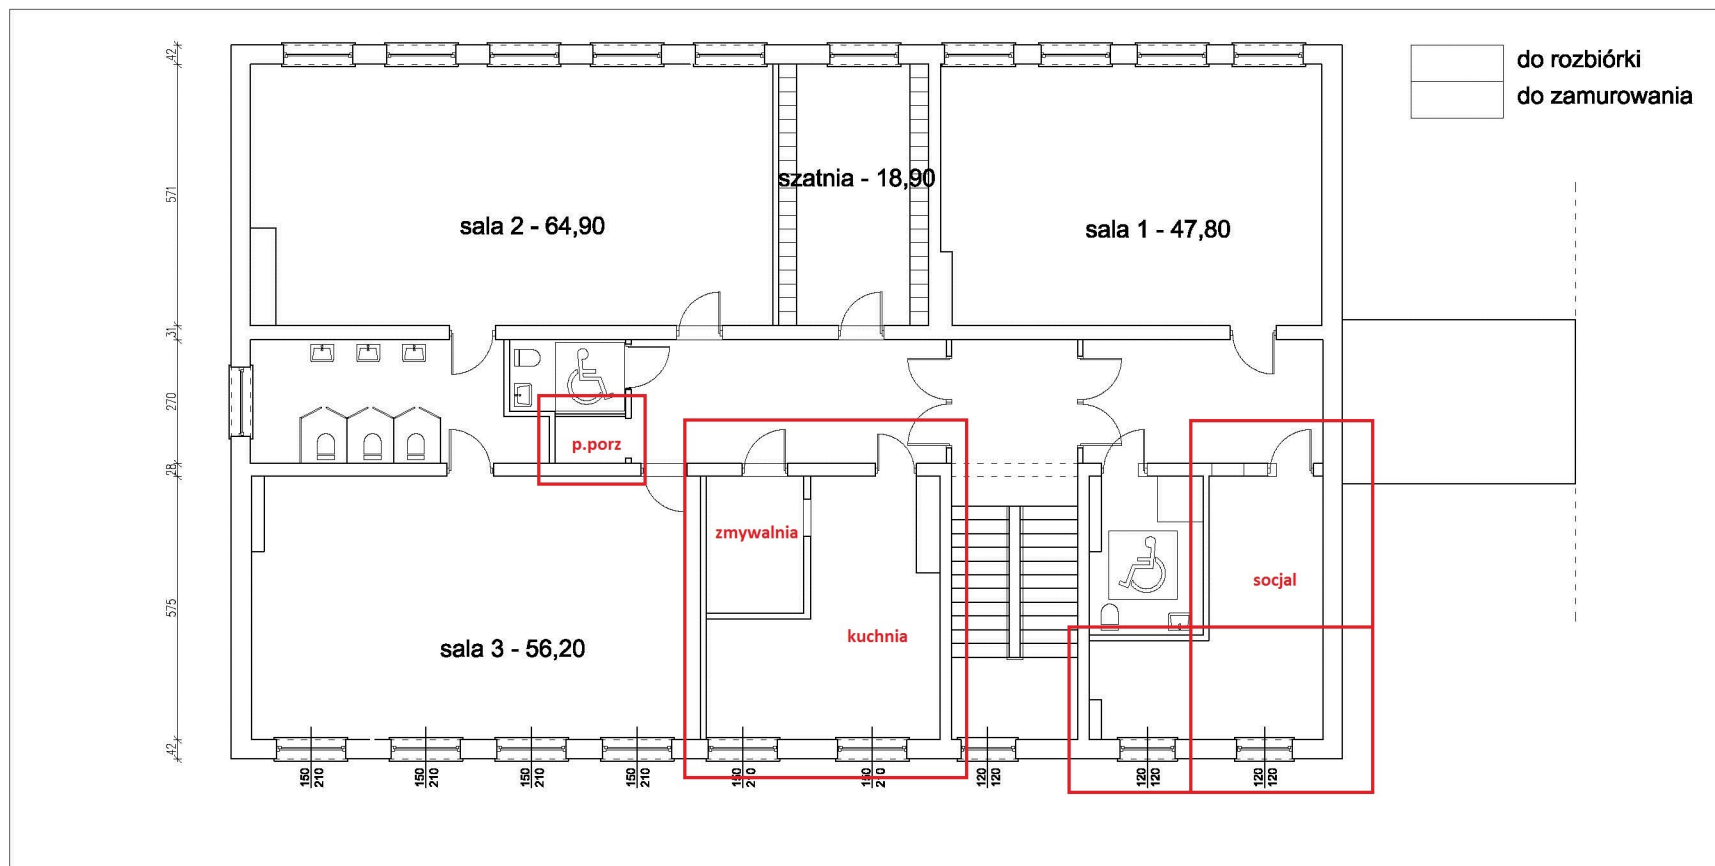 do rozbiórki
do zamurowania
42
571
31
270
28
575
42
szatnia - 18,90
sala 2 - 64,90
sala 1 - 47,80
p.porz
zmywalnia
socjal
kuchnia
sala 3 - 56,20
150
210
150
210
150
210
150
210
150
210
150
210
120
120
120
120
120
120